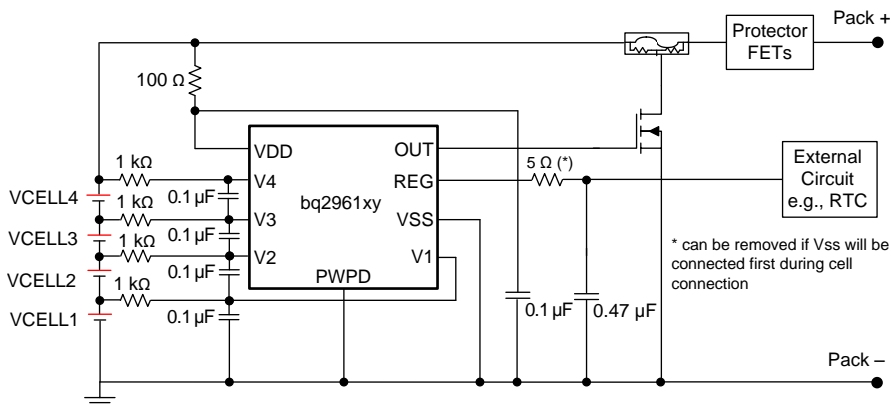 Pack +
Protector
FETs
100 Ω
VDD
OUT
1 kΩ
V4
REG
5 Ω (*)
External
Circuit
e.g., RTC
VCELL4
0.1 µF
1 kΩ
V3
bq2961xy
VSS
VCELL3
0.1 µF
1 kΩ
V2
V1
* can be removed if Vss will be
connected first during cell
connection
VCELL2
0.1 µF
1 kΩ
PWPD
VCELL1
0.1 µF
0.1 µF
0.47 µF
Pack –